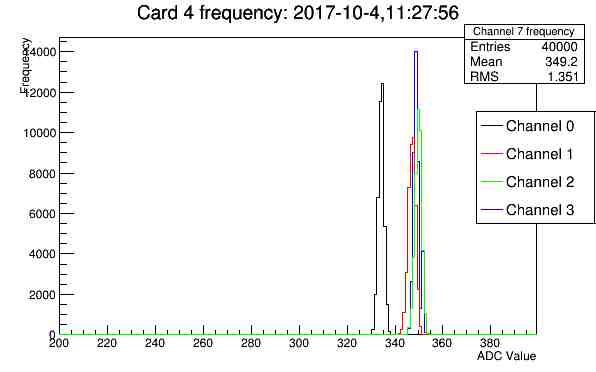 Card 4 frequency: 2017-10-4,11:27:56
Channel 7 frequency
Entries 40000
Mean 349.2
RMS 1.351
Frequency
14000
12000
10000
8000
6000
4000
2000
0
Channel 0
Channel 1
Channel 2
Channel 3
200 220 240 260 280 300 320 340 360 380
ADC Value